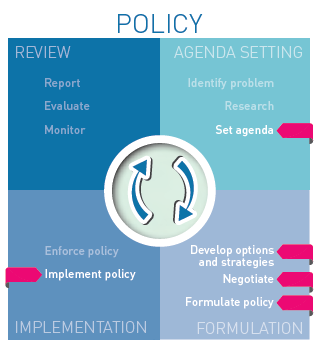 POLICY
REVIEW
Report
Evaluate
Monitor
AGENDA SETTING
Identify problem
Research
Set agenda
Enforce policy
Implement policy
IMPLEMENTATION
Develop options
and strategies
Negotiate
Formulate policy
FORMULATION